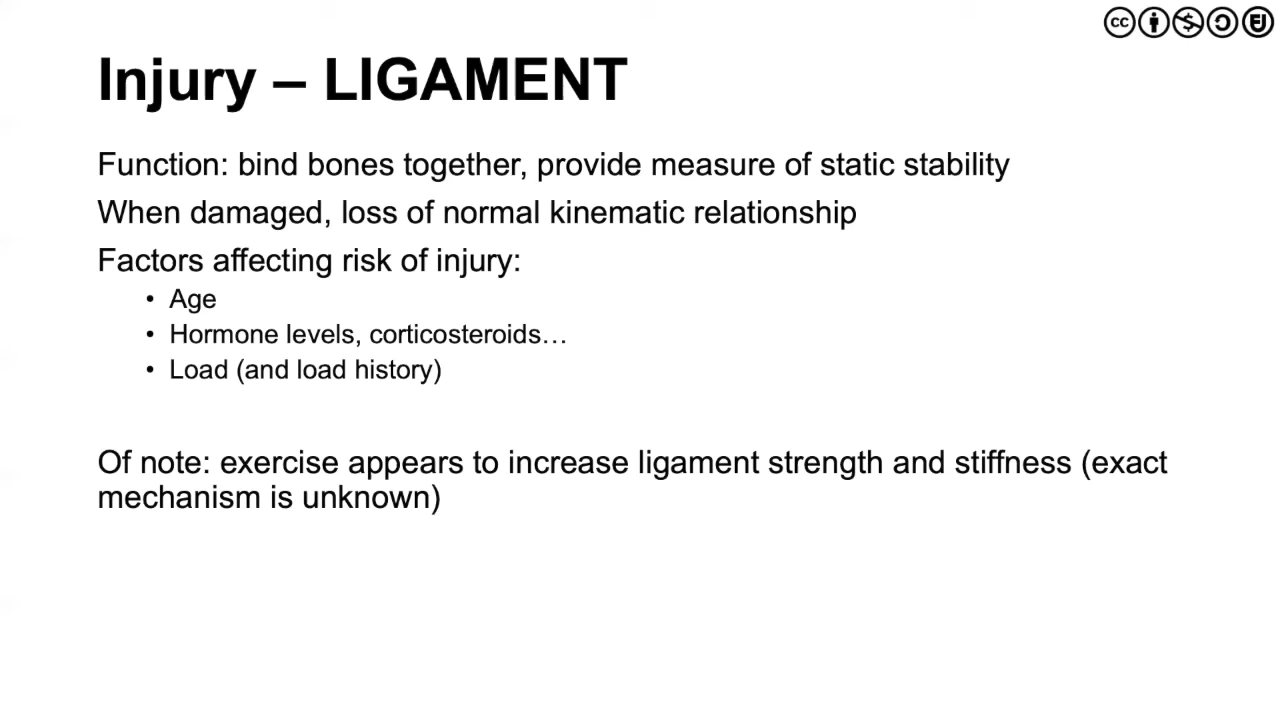 Injury – LIGAMENT
Function: bind bones together, provide measure of static stability
When damaged, loss of normal kinematic relationship
Factors affecting risk of injury:
• Age
• Hormone levels, corticosteroids…
• Load (and load history)
Of note: exercise appears to increase ligament strength and stiffness (exact
mechanism is unknown)